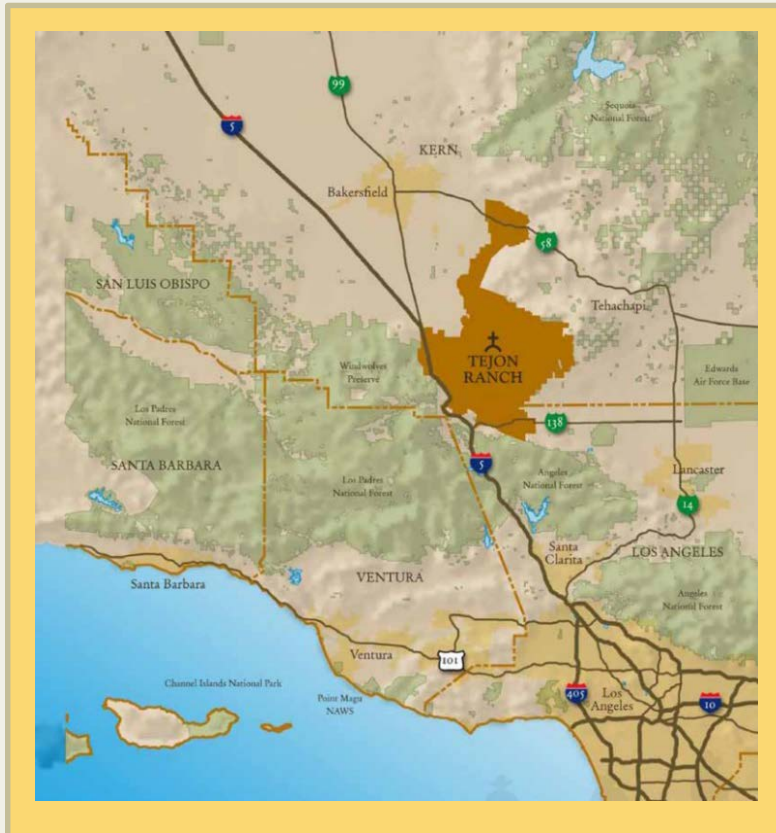 99
5
Sequoia
National Forest
KERN
Bakersfield
58
SAN LUIS OBISPO
Tehachapi
TEJON
RANCH
Windwolves
Preserve
Edwards
Air Force Base
Los Padres
National Forest
138
SANTA BARBARA
5
Lancaster
Los Padres
National Forest
Angeles
National Forest
14
Santa
Clarita
LOS ANGELES
Santa Barbara
VENTURA
Angeles
National Forest
Ventura
101
Channel Islands National Park
Point Magu
NAWS
405
Los
Angeles
10